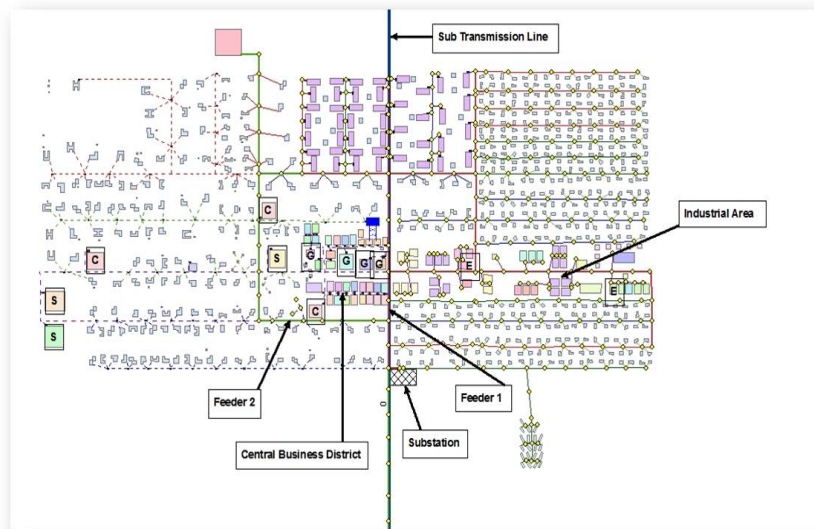 Sub Transmission Line
C
Industrial Area
C
S
G
G
G
G
E
E
S
C
S
Feeder 2
Feeder 1
Substation
Central Business District